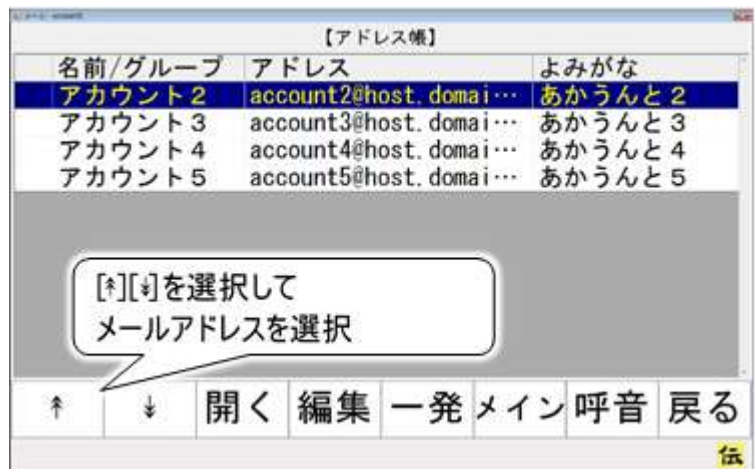 【アドレス帳】
名前/グループ アドレス よみがな
アカウント2 account2@host.domai… あかうんと2
アカウント3 account3@host.domai… あかうんと3
アカウント4 account4@host.domai… あかうんと4
アカウント5 account5@host.domai… あかうんと5
[↟][↡]を選択して
メールアドレスを選択
↟ ↡ 開く 編集 一発 メイン 呼音 戻る
伝